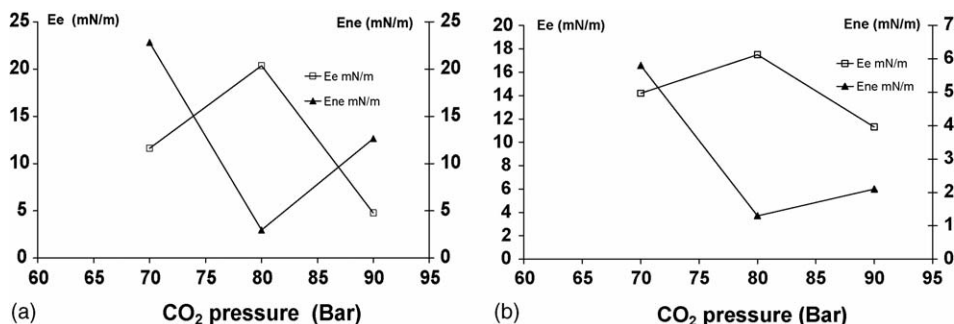 Ee (mN/m)
Ene (mN/m)
25
20
15
10
5
0
25
20
15
10
5
0
Ee mN/m
Ene mN/m
60 65 70 75 80 85 90 95
(a)
CO₂ pressure (Bar)
Ee (mN/m)
Ene (mN/m)
20
18
16
14
12
10
8
6
4
2
0
7
6
5
4
3
2
1
0
Ee mN/m
Ene mN/m
60 65 70 75 80 85 90 95
(b)
CO₂ pressure (Bar)